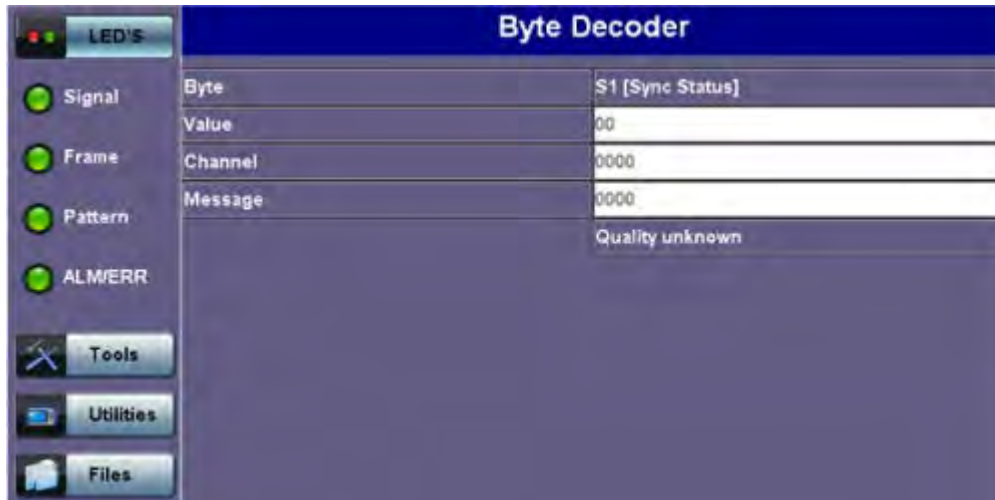 LED'S
Byte Decoder
Signal
Byte
S1 [Sync Status]
Value
00
Frame
Channel
0000
Message
0000
Pattern
Quality unknown
ALM/ERR
Tools
Utilities
Files